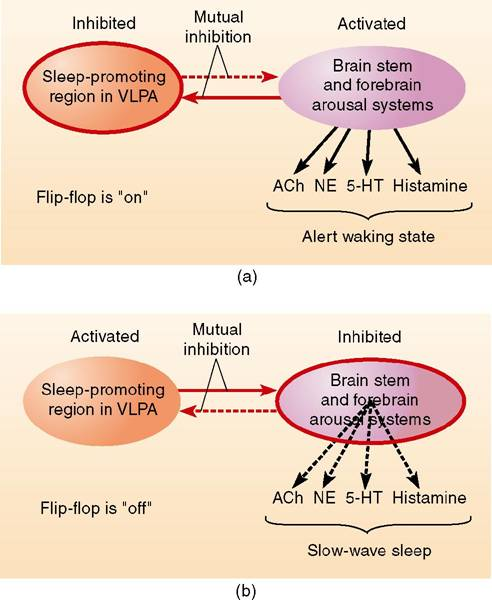 Inhibited
Mutual
inhibition
Activated
Sleep-promoting
region in VLPA
Brain stem
and forebrain
arousal systems
ACh NE 5-HT Histamine
Flip-flop is "on"
Alert waking state
(a)
Activated
Mutual
inhibition
Inhibited
Sleep-promoting
region in VLPA
Brain stem
and forebrain
arousal systems
ACh NE 5-HT Histamine
Flip-flop is "off"
Slow-wave sleep
(b)